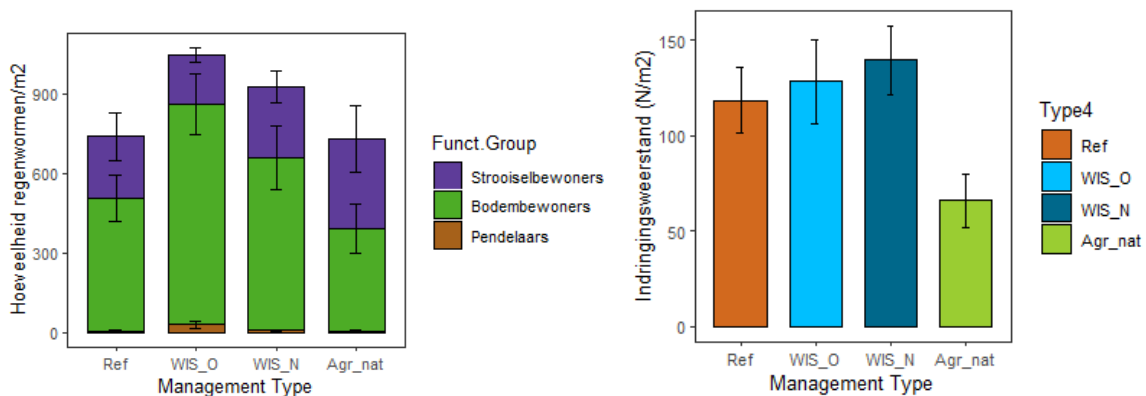 Hoeveelheid regenwormen/m2
900
600
300
0
Ref WIS_O WIS_N Agr_nat
Management Type
Funct.Group
Strooiselbewoners
Bodembewoners
Pendelaars
Indringingsweerstand (N/m2)
150
100
50
0
Ref WIS_O WIS_N Agr_nat
Management Type
Type4
Ref
WIS_O
WIS_N
Agr_nat